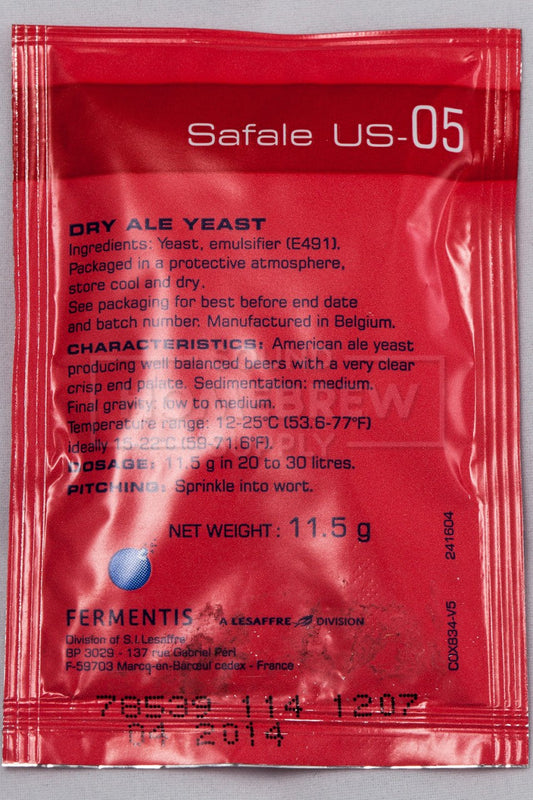 Safale US-05
DRY ALE YEAST
Ingredients: Yeast, emulsifier (E491).
Packaged in a protective atmosphere,
store cool and dry.
See packaging for best before end date
and batch number. Manufactured in Belgium.
CHARACTERISTICS: American ale yeast
producing well balanced beers with a very clear
crisp end palate. Sedimentation: medium.
Final gravity: low to medium.
Temperature range: 12-25°C (53.6-77°F)
ideally 15-22°C (59-71.6°F).
DOSAGE: 11.5 g in 20 to 30 litres.
PITCHING: Sprinkle into wort.
NET WEIGHT: 11.5 g
241604
COX834-V5
FERMENTIS
A LESAFFRE DIVISION
Division of S.I.Lesaffre
BP 3029 - 137 rue Gabriel Péri
F-59703 Marcq-en-Barœul cedex - France
78539 114 1207
04 2014